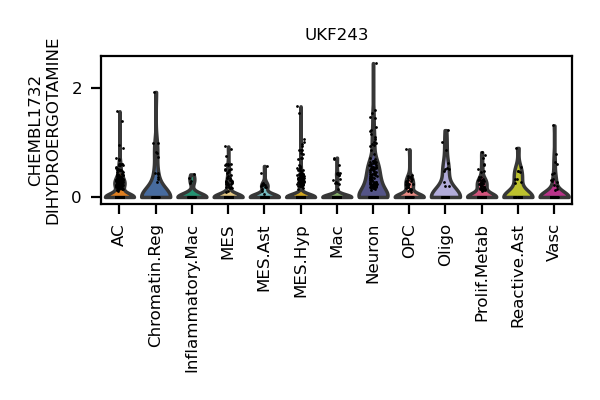 UKF243
CHEMBL1732
DIHYDROERGOTAMINE
2
0
AC
Chromatin.Reg
Inflammatory.Mac
MES
MES.Ast
MES.Hyp
Mac
Neuron
OPC
Oligo
Prolif.Metab
Reactive.Ast
Vasc